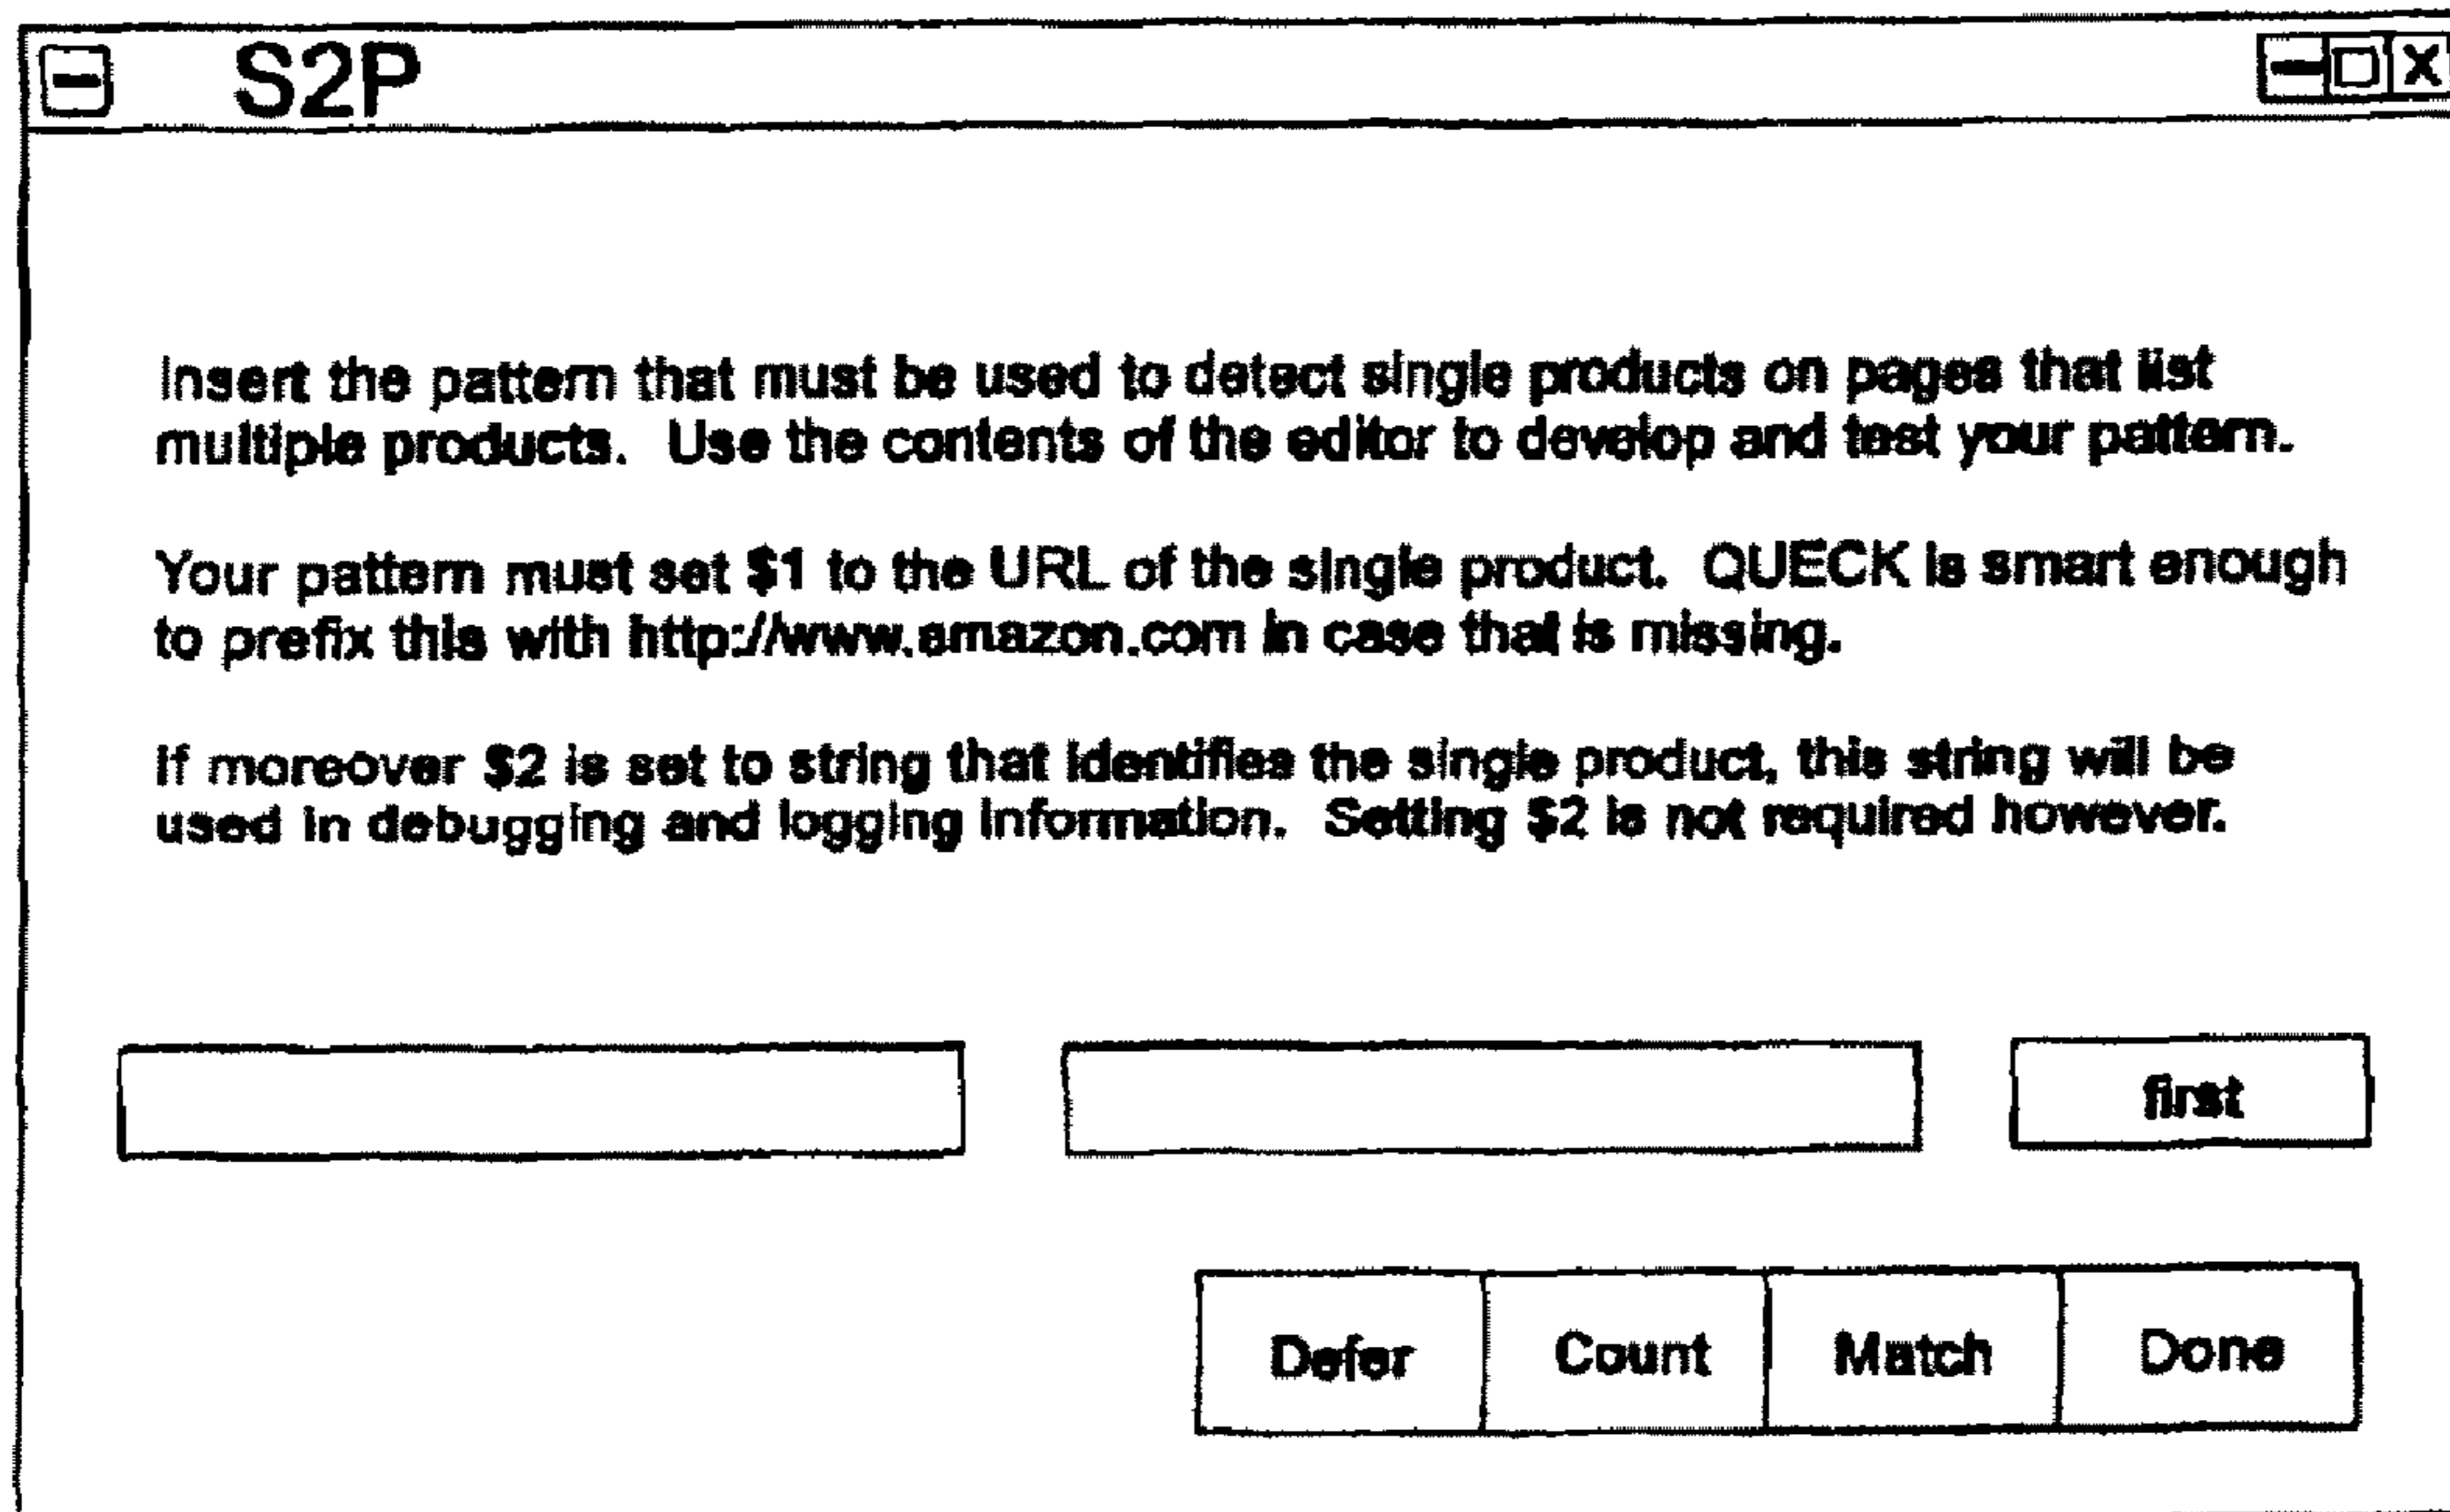 S2P
Insert the pattern that must be used to detect single products on pages that list
multiple products. Use the contents of the editor to develop and test your pattern.
Your pattern must set $1 to the URL of the single product. QUECK is smart enough
to prefix this with http://www.amazon.com in case that is missing.
If moreover $2 is set to string that identifies the single product, this string will be
used in debugging and logging information. Setting $2 is not required however.
first
Defer Count Match Done